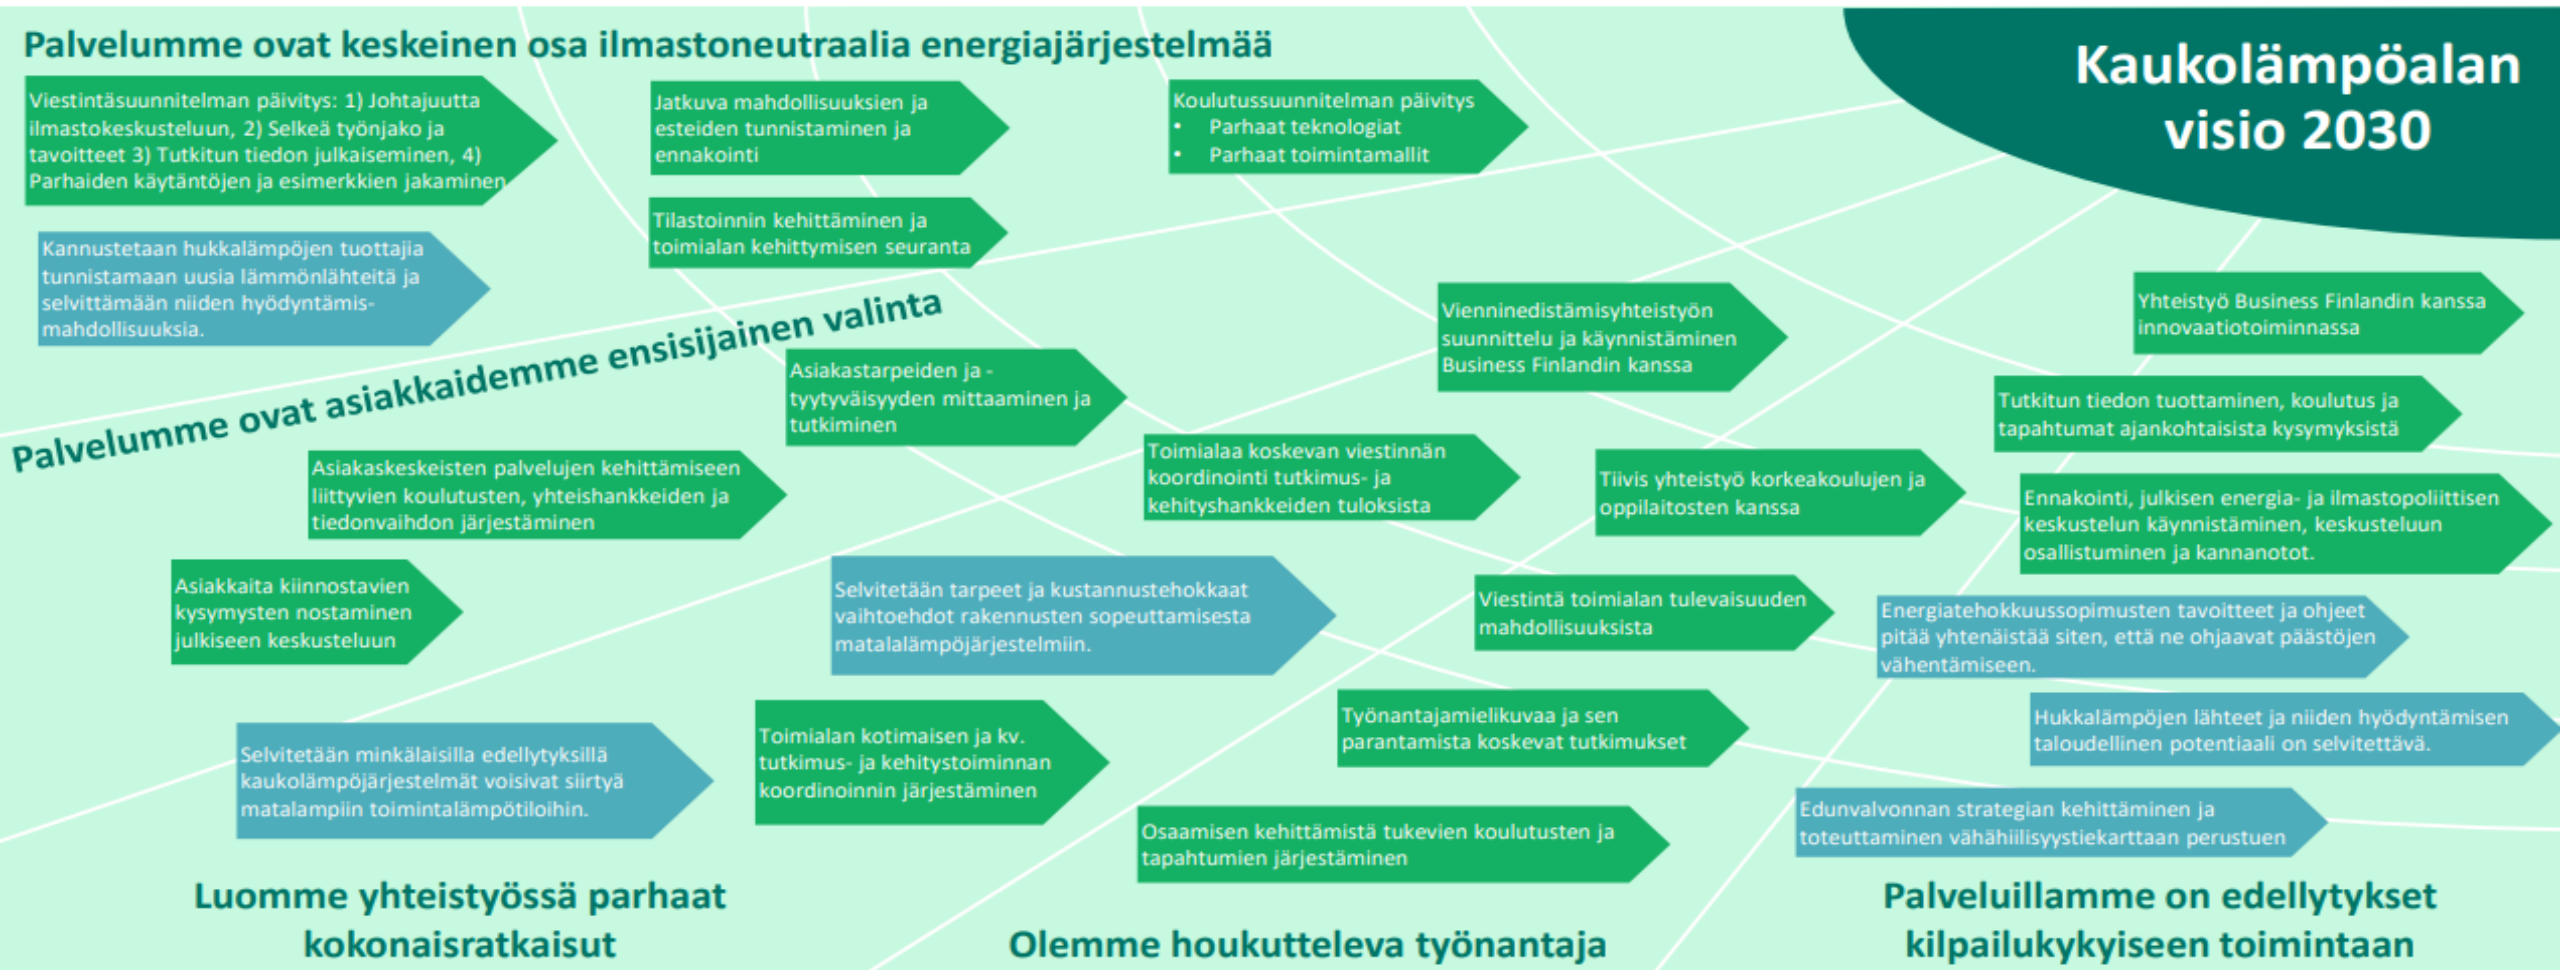 Palvelumme ovat keskeinen osa ilmastoneutraalia energiajärjestelmää
Kaukolämpöalan
visio 2030
Viestintäsuunnitelman päivitys: 1) Johtajuutta
ilmastokeskusteluun, 2) Selkeä työnjako ja
tavoitteet 3) Tutkitun tiedon julkaiseminen, 4)
Parhaiden käytäntöjen ja esimerkkien jakaminen
Jatkuva mahdollisuuksien ja
esteiden tunnistaminen ja
ennakointi
Koulutussuunnitelman päivitys
• Parhaat teknologiat
• Parhaat toimintamallit
Tilastoinnin kehittäminen ja
toimialan kehittymisen seuranta
Kannustetaan hukkalämpöjen tuottajia
tunnistamaan uusia lämmönlähteitä ja
selvittämään niiden hyödyntämis-
mahdollisuuksia.
Palvelumme ovat asiakkaidemme ensisijainen valinta
Asiakastarpeiden ja -
tyytyväisyyden mittaaminen ja
tutkiminen
Asiakaskeskeisten palvelujen kehittämiseen
liittyvien koulutusten, yhteishankkeiden ja
tiedonvaihdon järjestäminen
Asiakkaita kiinnostavien
kysymysten nostaminen
julkiseen keskusteluun
Vienninedistämisyhteistyön
suunnittelu ja käynnistäminen
Business Finlandin kanssa
Toimialaa koskevan viestinnän
koordinointi tutkimus- ja
kehityshankkeiden tuloksista
Selvitetään tarpeet ja kustannustehokkaat
vaihtoehdot rakennusten sopeuttamisesta
matalalämpöjärjestelmiin.
Toimialan kotimaisen ja kv.
tutkimus- ja kehitystoiminnan
koordinoinnin järjestäminen
Selvitetään minkälaisilla edellytyksillä
kaukolämpöjärjestelmät voisivat siirtyä
matalampiin toimintalämpötiloihin.
Luomme yhteistyössä parhaat
kokonaisratkaisut
Tiivis yhteistyö korkeakoulujen ja
oppilaitosten kanssa
Viestintä toimialan tulevaisuuden
mahdollisuuksista
Työnantajamielikuvaa ja sen
parantamista koskevat tutkimukset
Osaamisen kehittämistä tukevien koulutusten ja
tapahtumien järjestäminen
Olemme houkutteleva työnantaja
Yhteistyö Business Finlandin kanssa
innovaatiotoiminnassa
Tutkitun tiedon tuottaminen, koulutus ja
tapahtumat ajankohtaisista kysymyksistä
Ennakointi, julkisen energia- ja ilmastopoliittisen
keskustelun käynnistäminen, keskusteluun
osallistuminen ja kannanotot.
Energiatehokkuussopimusten tavoitteet ja ohjeet
pitää yhtenäistää siten, että ne ohjaavat päästöjen
vähentämiseen.
Hukkalämpöjen lähteet ja niiden hyödyntämisen
taloudellinen potentiaali on selvitettävä.
Edunvalvonnan strategian kehittäminen ja
toteuttaminen vähähiilisyystiekarttaan perustuen
Palveluillamme on edellytykset
kilpailukykyiseen toimintaan